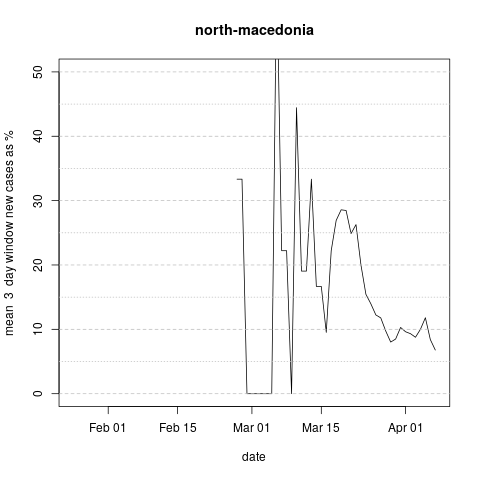 north-macedonia
mean 3 day window new cases as %
50
40
30
20
10
0
Feb 01
Feb 15
Mar 01
Mar 15
Apr 01
date